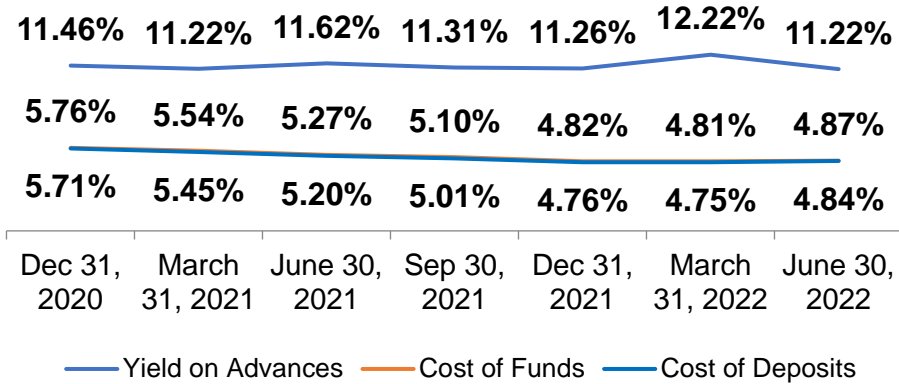 11.46% 11.22% 11.62% 11.31% 11.26% 12.22% 11.22%
5.76% 5.54% 5.27% 5.10% 4.82% 4.81% 4.87%
5.71% 5.45% 5.20% 5.01% 4.76% 4.75% 4.84%
Dec 31, March June 30, Sep 30, Dec 31, March June 30,
2020 31, 2021 2021 2021 2021 31, 2022 2022
Yield on Advances Cost of Funds Cost of Deposits